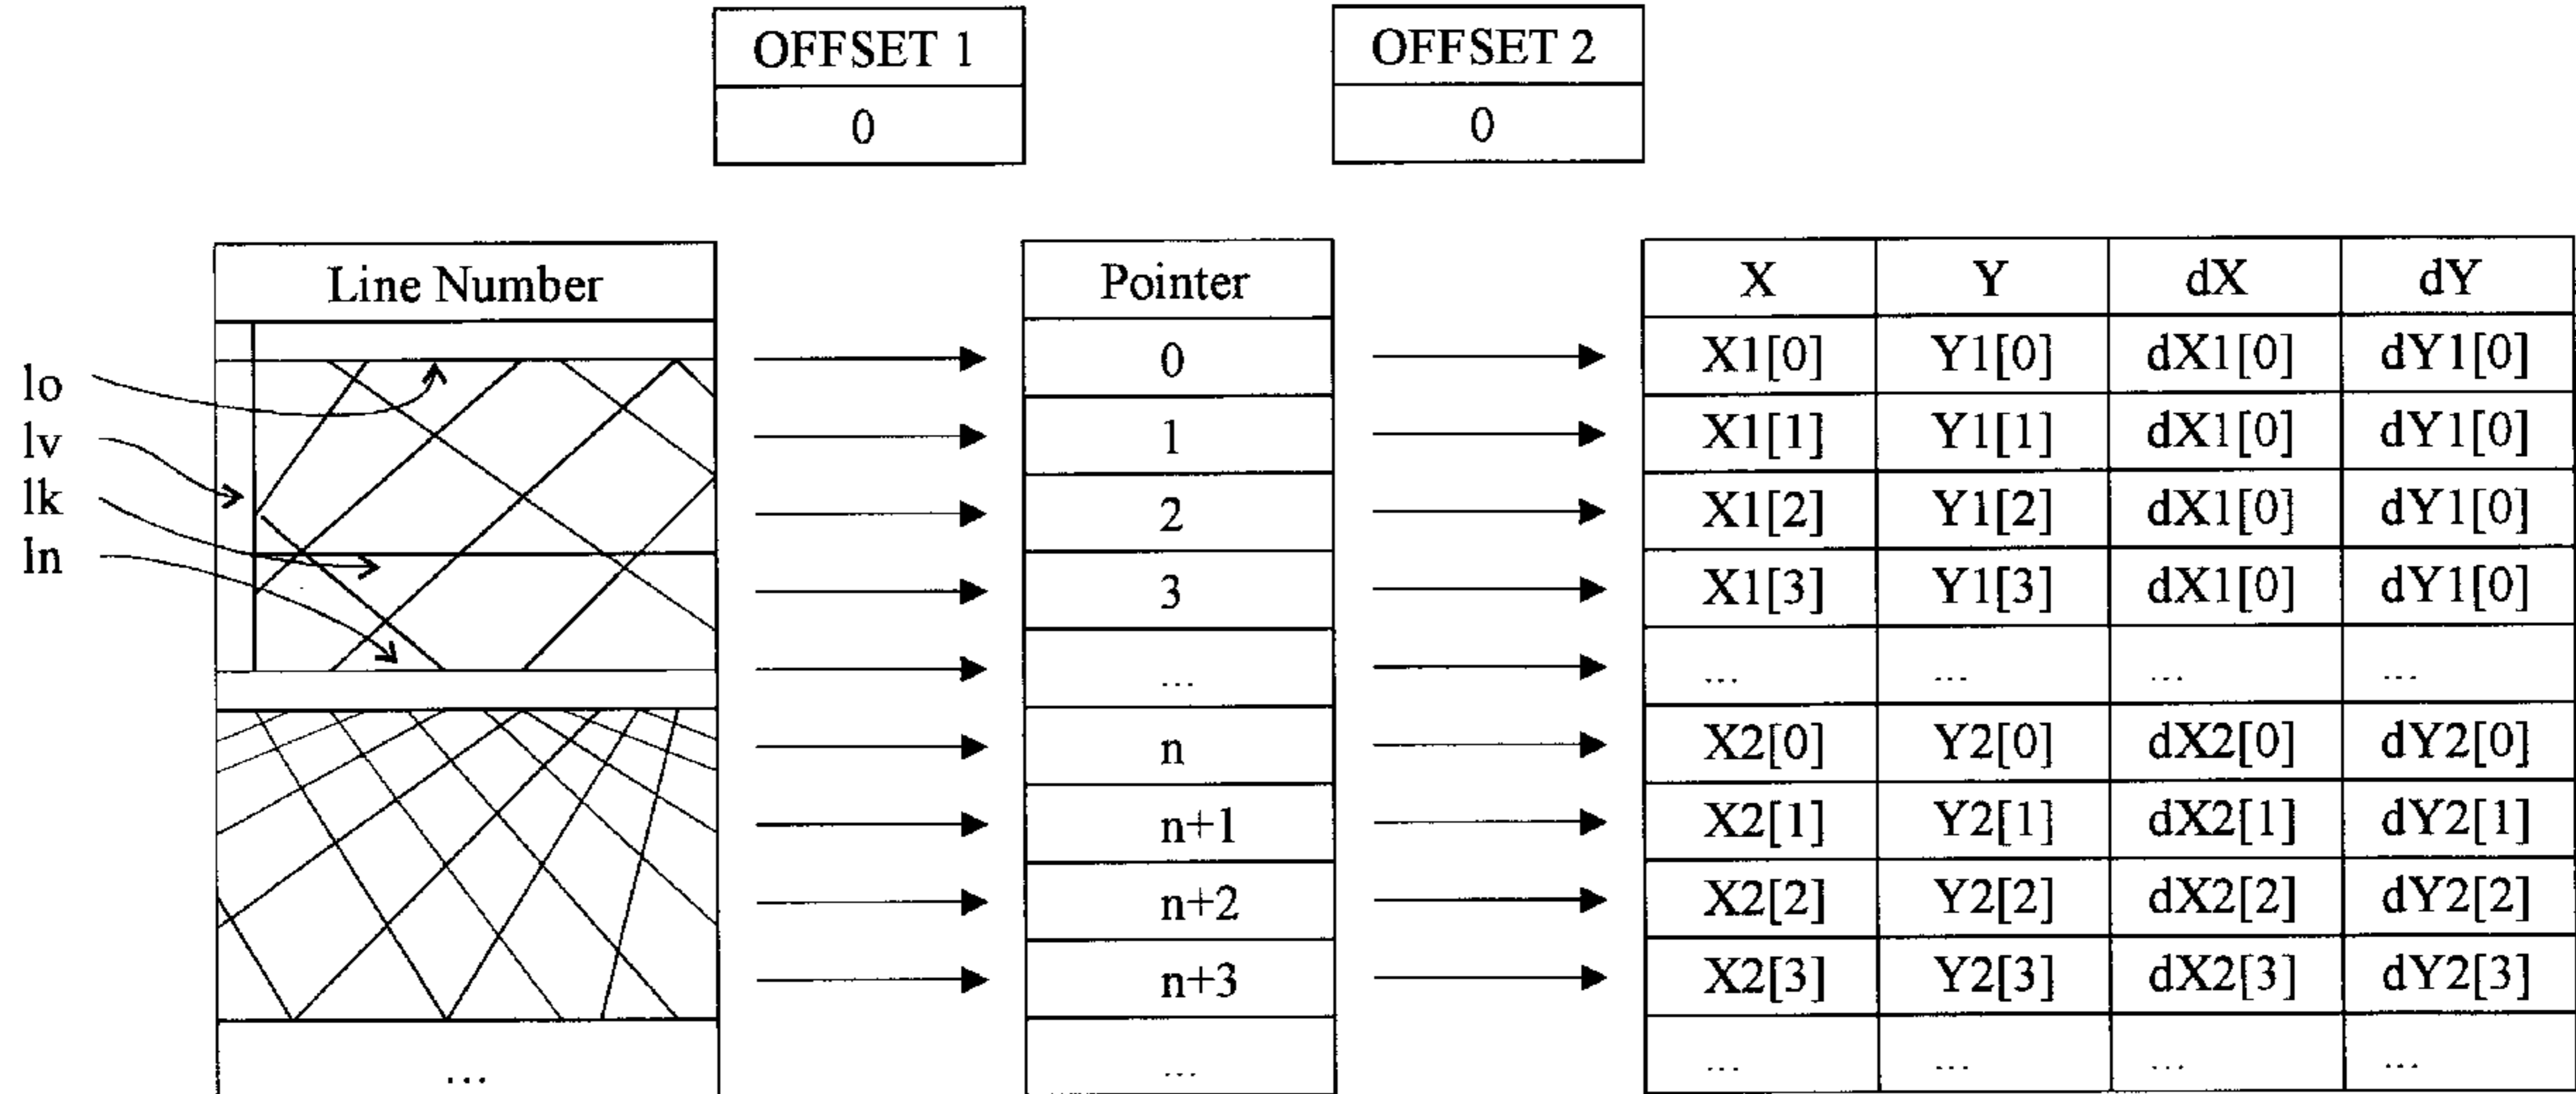 OFFSET 1 OFFSET 2
0 0
Line Number Pointer X Y dX dY
lo 0 X1[0] Y1[0] dX1[0] dY1[0]
lv 1 X1[1] Y1[1] dX1[0] dY1[0]
lk 2 X1[2] Y1[2] dX1[0] dY1[0]
ln 3 X1[3] Y1[3] dX1[0] dY1[0]
... ... ... ... ...
n X2[0] Y2[0] dX2[0] dY2[0]
n+1 X2[1] Y2[1] dX2[1] dY2[1]
n+2 X2[2] Y2[2] dX2[2] dY2[2]
n+3 X2[3] Y2[3] dX2[3] dY2[3]
... ... ... ... ... ...